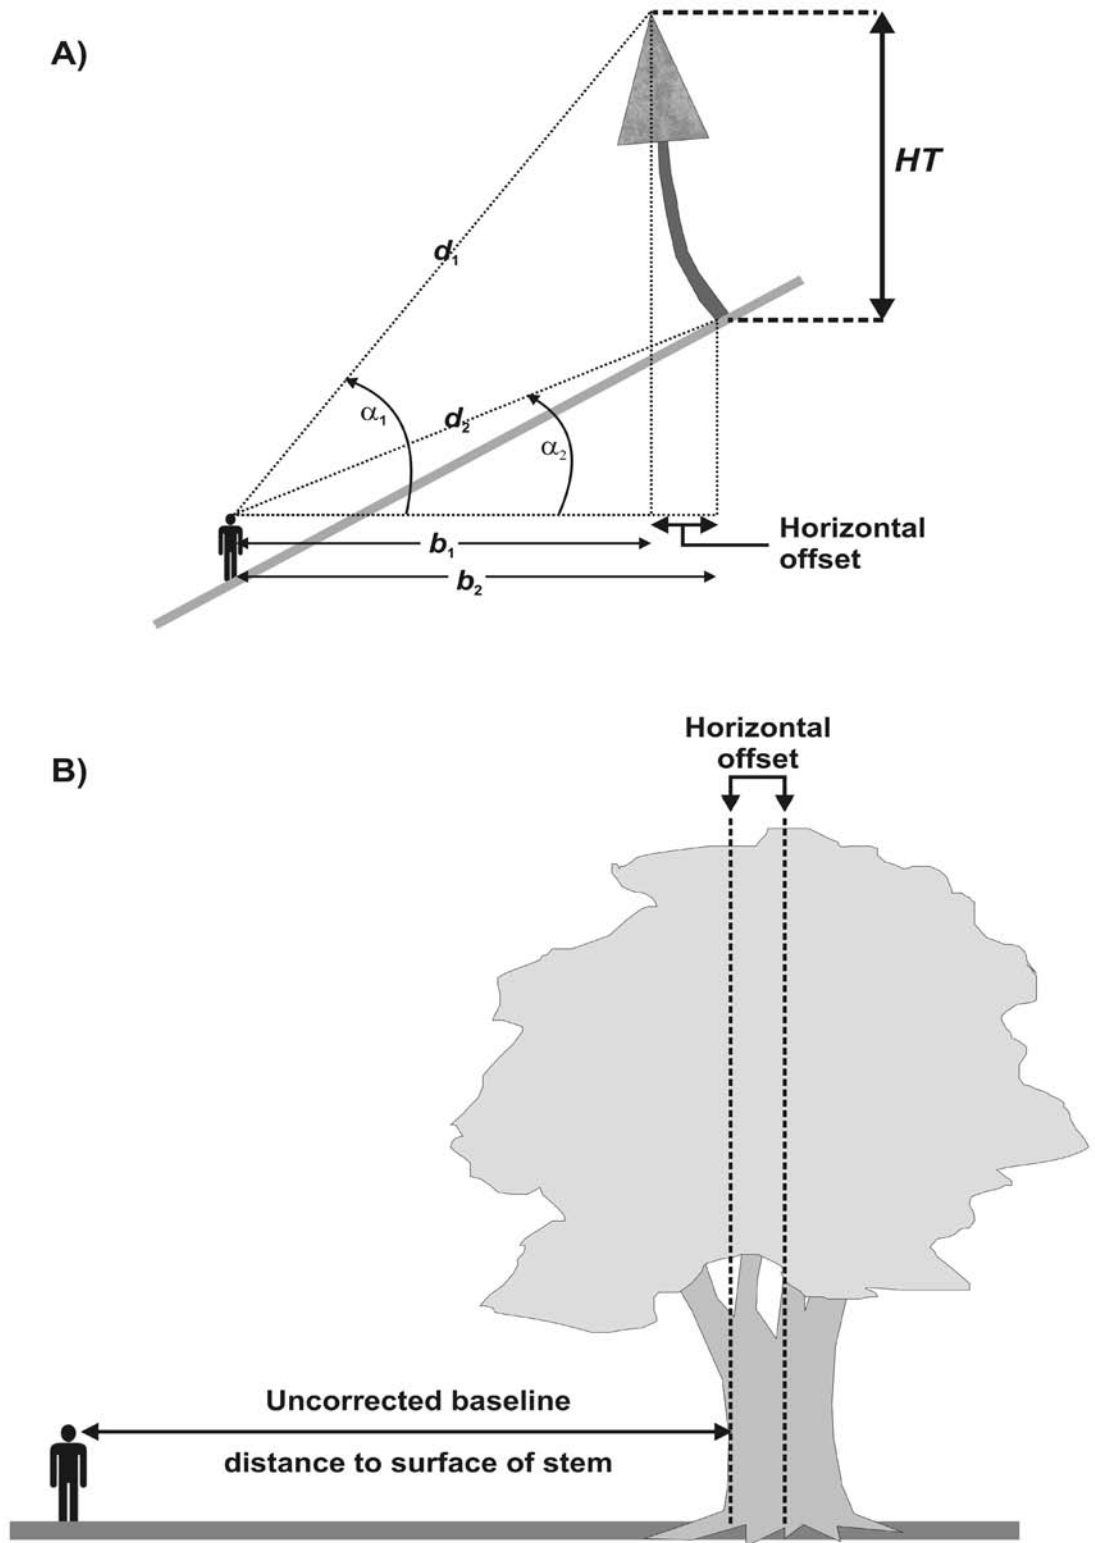 A)
HT
d₁
α₁
d₂
α₂
b₁
b₂
Horizontal
offset
B)
Horizontal
offset
Uncorrected baseline
distance to surface of stem